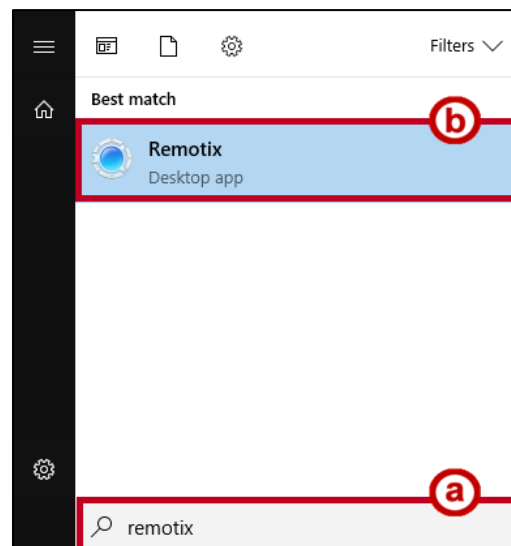 Filters
Best match
b
Remotix
Desktop app
a
remotix